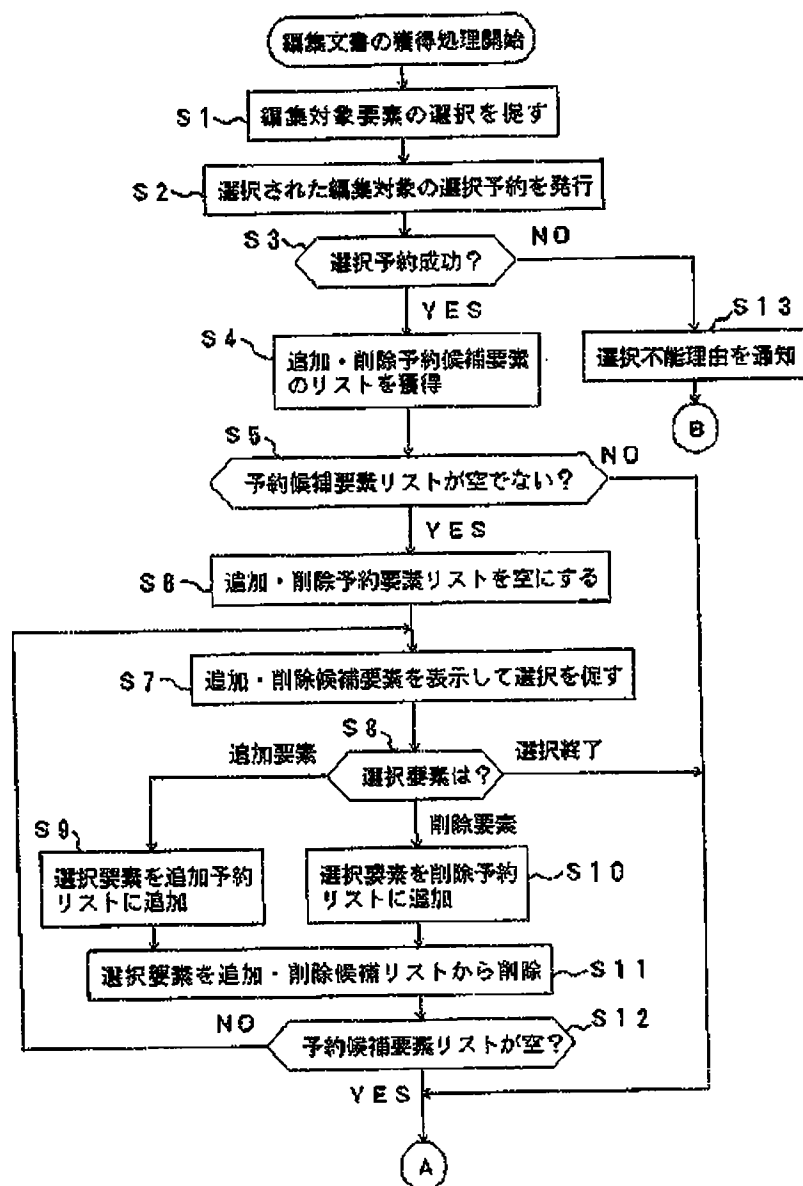 編集文書の獲得処理開始
S1
編集対象要素の選択を促す
S2
選択された編集対象の選択予約を発行
S3
選択予約成功?
NO
YES
S13
選択不能理由を通知
B
S4
追加・削除予約候補要素
のリストを獲得
S5
予約候補要素リストが空でない?
NO
YES
S6
追加・削除予約要素リストを空にする
S7
追加・削除候補要素を表示して選択を促す
S8
選択要素は?
追加要素
選択終了
削除要素
S9
選択要素を追加予約
リストに追加
S10
選択要素を削除予約
リストに追加
S11
選択要素を追加・削除候補リストから削除
S12
予約候補要素リストが空?
NO
YES
A